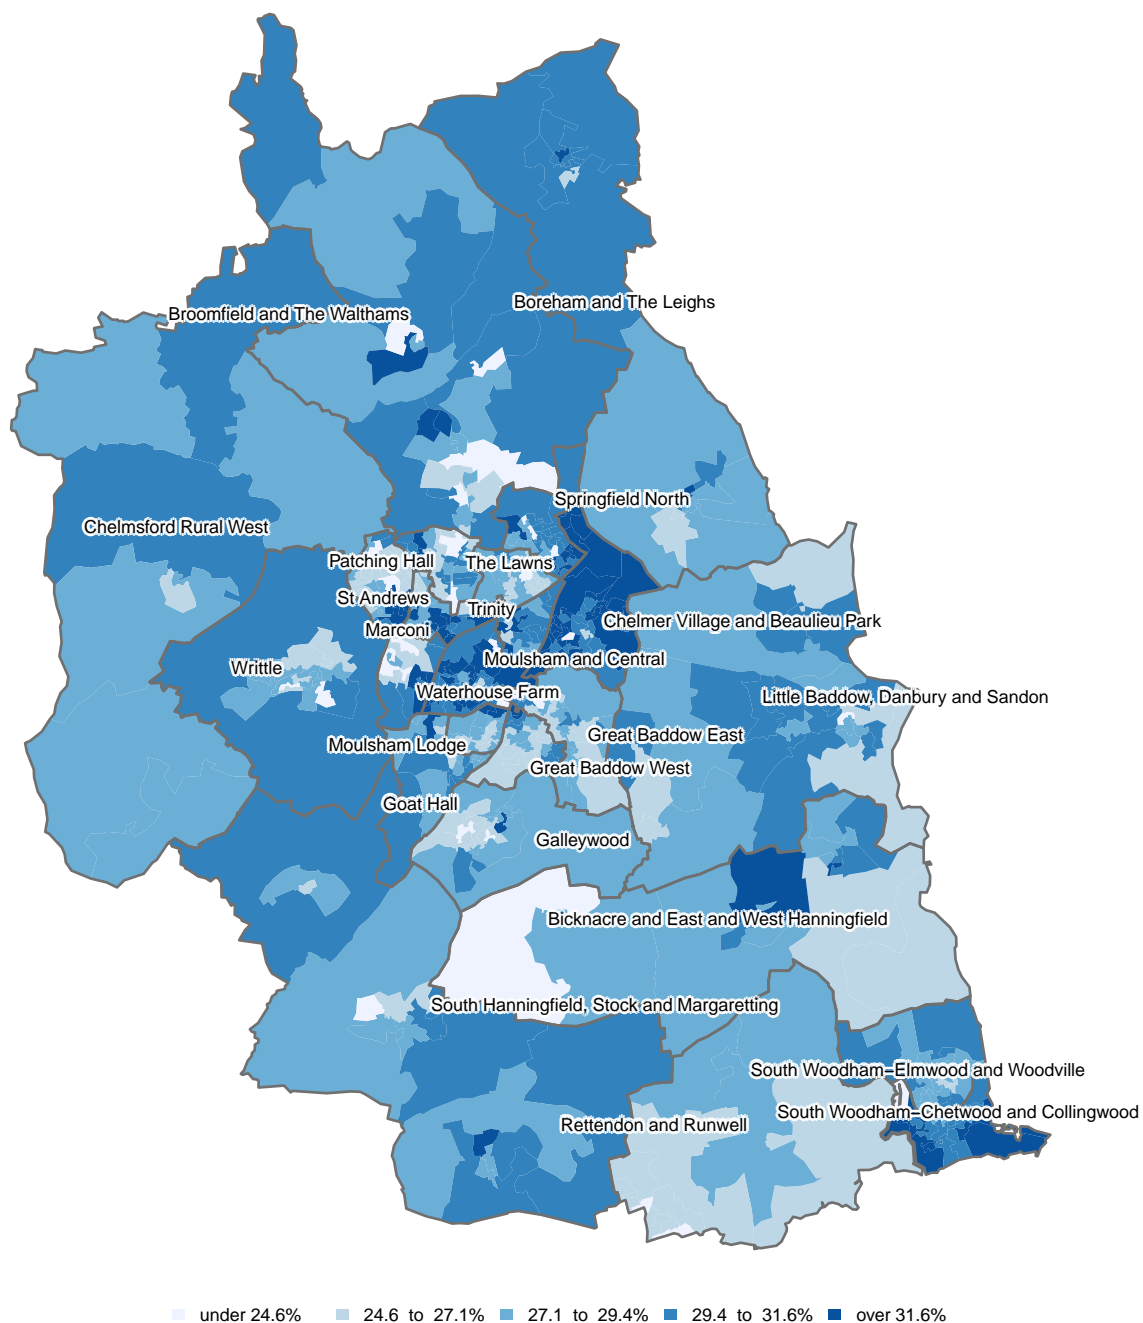 Boreham and The Leighs
Broomfield and The Walthams
Springfield North
Chelmsford Rural West
Patching Hall
The Lawns
St Andrews
Trinity
Marconi
Chelmer Village and Beaulieu Park
Moulsham and Central
Writtle
Waterhouse Farm
Little Baddow, Danbury and Sandon
Moulsham Lodge
Great Baddow East
Great Baddow West
Goat Hall
Galleywood
Bicknacre and East and West Hanningfield
South Hanningfield, Stock and Margaretting
South Woodham−Elmwood and Woodville
South Woodham−Chetwood and Collingwood
Rettendon and Runwell
under 24.6% 24.6 to 27.1% 27.1 to 29.4% 29.4 to 31.6% over 31.6%